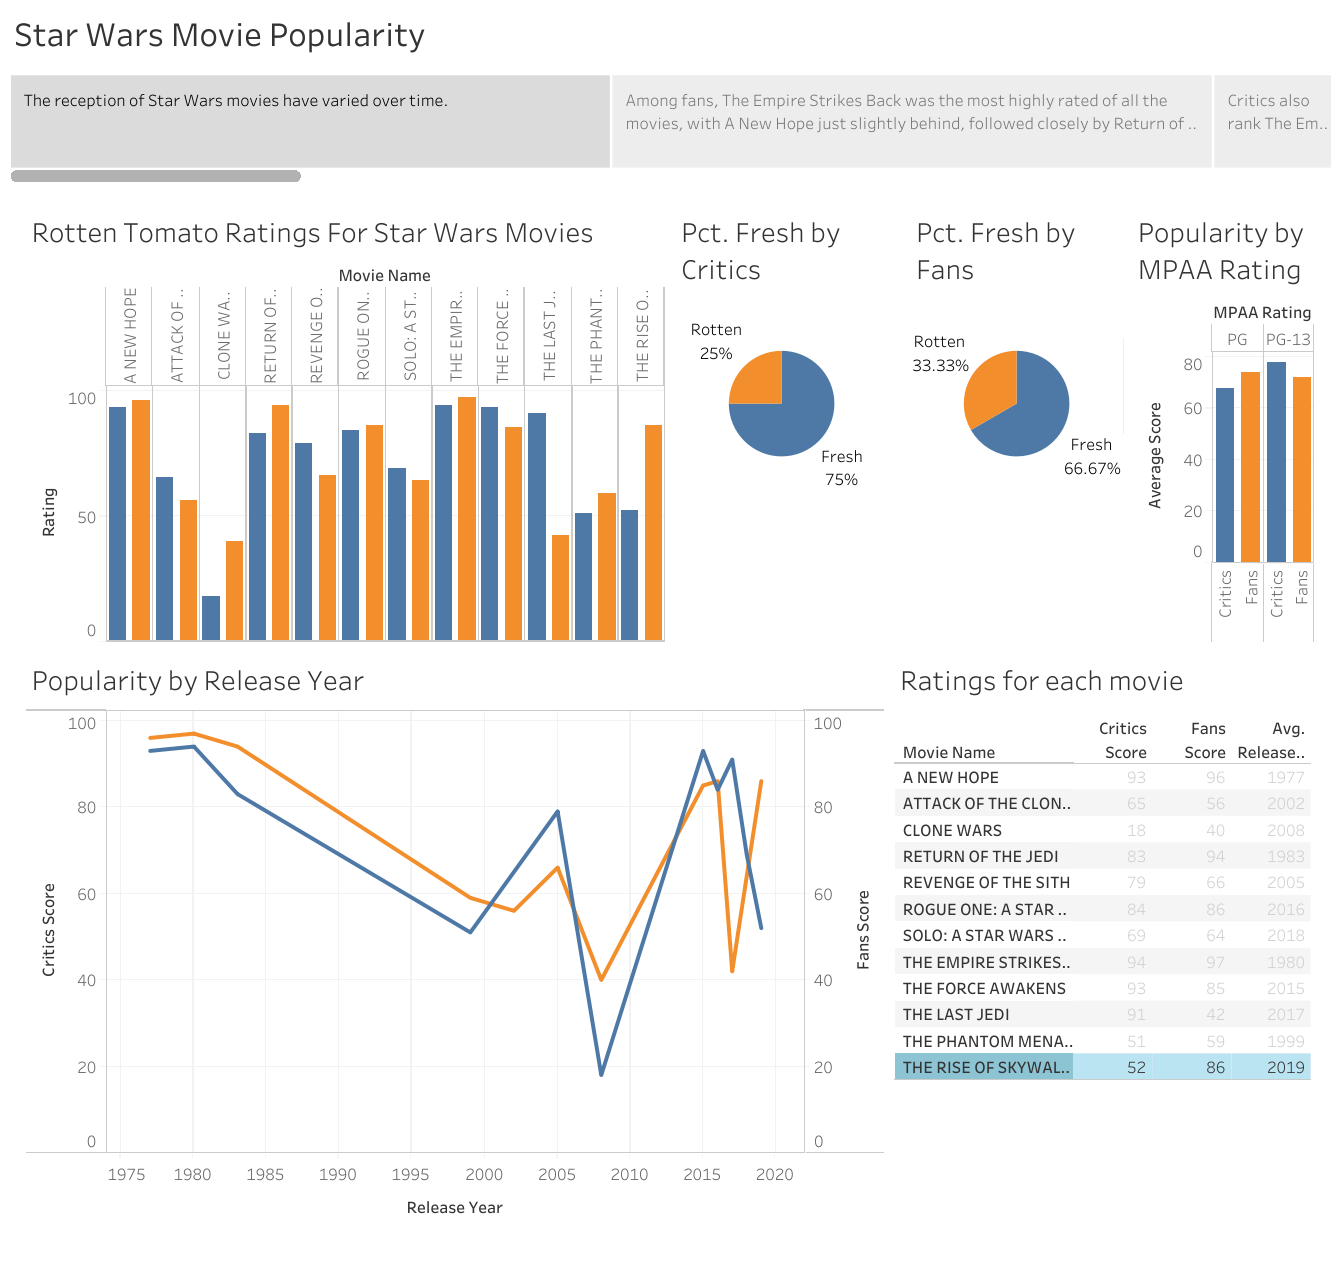 Star Wars Movie Popularity
The reception of Star Wars movies have varied over time.
Among fans, The Empire Strikes Back was the most highly rated of all the
movies, with A New Hope just slightly behind, followed closely by Return of ..
Critics also
rank The Em..
Rotten Tomato Ratings For Star Wars Movies
Movie Name
A NEW HOPE
ATTACK OF ..
CLONE WA..
RETURN OF..
REVENGE O..
ROGUE ON..
SOLO: A ST..
THE EMPIR..
THE FORCE ..
THE LAST J..
THE PHANT..
THE RISE O..
Rating
100
50
0
Pct. Fresh by
Critics
Rotten
25%
Fresh
75%
Pct. Fresh by
Fans
Rotten
33.33%
Fresh
66.67%
Popularity by
MPAA Rating
MPAA Rating
PG PG-13
Average Score
80
60
40
20
0
Critics
Fans
Critics
Fans
Popularity by Release Year
Critics Score
100
80
60
40
20
0
Fans Score
100
80
60
40
20
0
1975 1980 1985 1990 1995 2000 2005 2010 2015 2020
Release Year
Ratings for each movie
Critics Fans Avg.
Movie Name Score Score Release..
A NEW HOPE 93 96 1977
ATTACK OF THE CLON.. 65 56 2002
CLONE WARS 18 40 2008
RETURN OF THE JEDI 83 94 1983
REVENGE OF THE SITH 79 66 2005
ROGUE ONE: A STAR .. 84 86 2016
SOLO: A STAR WARS .. 69 64 2018
THE EMPIRE STRIKES.. 94 97 1980
THE FORCE AWAKENS 93 85 2015
THE LAST JEDI 91 42 2017
THE PHANTOM MENA.. 51 59 1999
THE RISE OF SKYWAL.. 52 86 2019